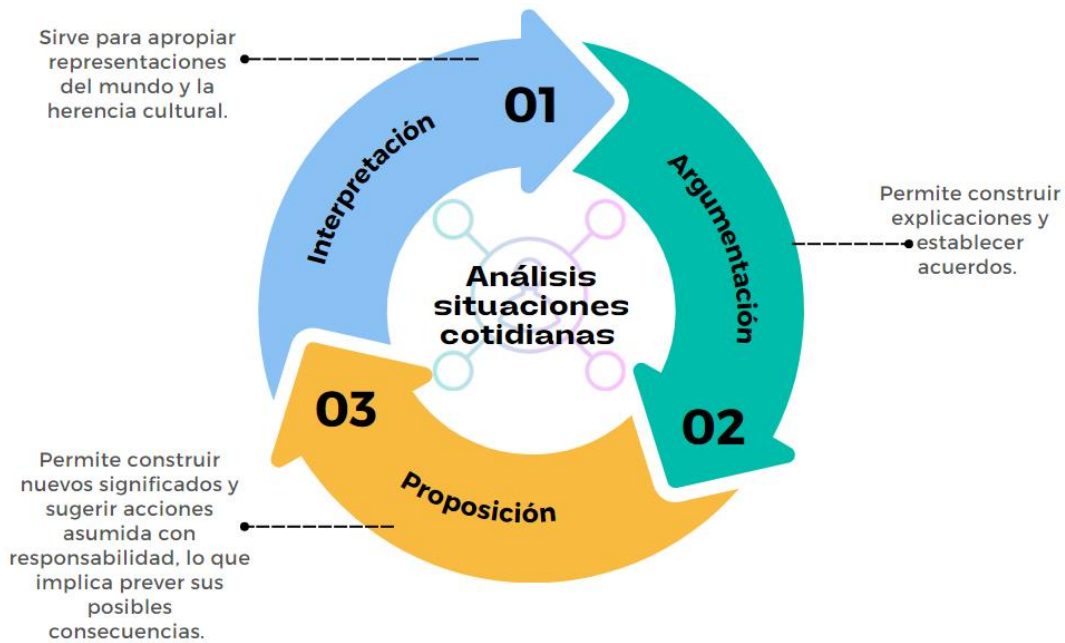 Sirve para apropiar
representaciones
del mundo y la
herencia cultural.
01
Interpretación
Argumentación
02
Permite construir
explicaciones y
establecer
acuerdos.
Análisis
situaciones
cotidianas
03
Proposición
Permite construir
nuevos significados y
sugerir acciones
asumida con
responsabilidad, lo que
implica prever sus
posibles
consecuencias.